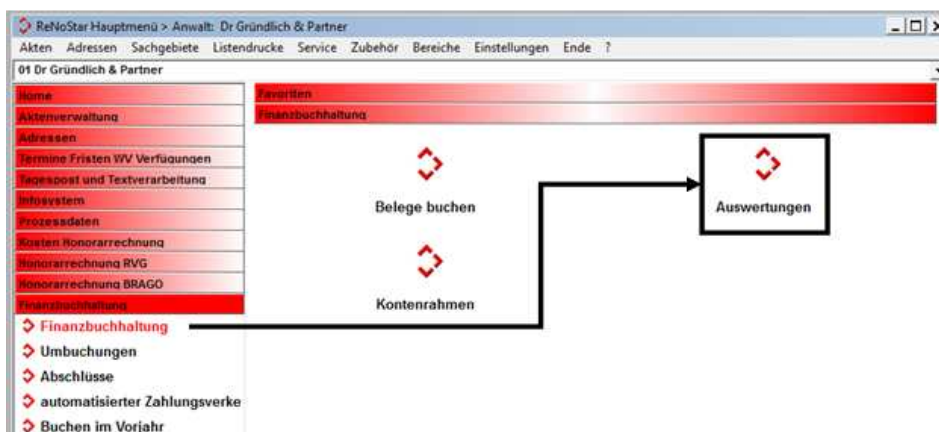 ReNoStar Hauptmenü > Anwalt: Dr Gründlich & Partner
Akten Adressen Sachgebiete Listendrucke Service Zubehör Bereiche Einstellungen Ende ?
01 Dr Gründlich & Partner
Home
Aktenverwaltung
Adressen
Termine Fristen WV Verfügungen
Tagespost und Textverarbeitung
Infosystem
Prozessdaten
Kosten Honorarrechnung
Honorarrechnung RVG
Honorarrechnung BRAGO
Finanzbuchhaltung
Finanzbuchhaltung
Umbuchungen
Abschlüsse
automatisierter Zahlungsverke
Buchen im Vorjahr
Favoriten
Finanzbuchhaltung
Belege buchen
Auswertungen
Kontenrahmen